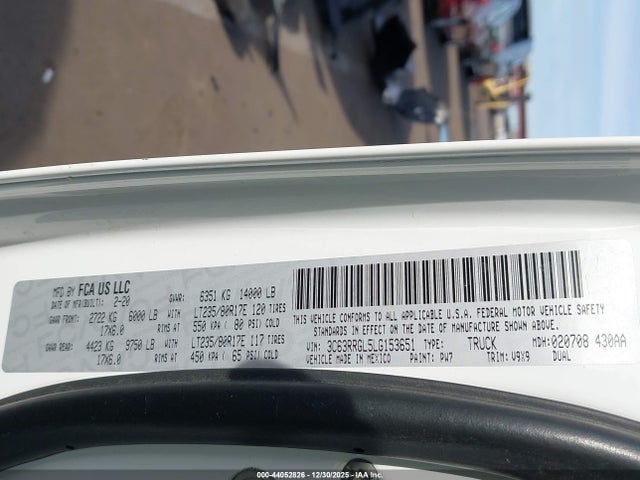 MFD BY FCA US LLC
DATE OF MFR(BUILT): 2-20 GVWR: 6351 KG 14000 LB
GAWR FRONT: 2722 KG 6000 LB WITH LT235/80R17E 120 TIRES
17X6.0 RIMS AT 550 KPA 80 PSI COLD
GAWR REAR: 4423 KG 9750 LB WITH LT235/80R17E 117 TIRES
17X6.0 RIMS AT 450 KPA 65 PSI COLD
THIS VEHICLE CONFORMS TO ALL APPLICABLE U.S.A. FEDERAL MOTOR VEHICLE SAFETY
STANDARDS IN EFFECT ON THE DATE OF MANUFACTURE SHOWN ABOVE.
VIN: 3C63RRGL5LG153651 TYPE: TRUCK MDH: 020708 430AA
MADE IN MEXICO PAINT: PW7 TRIM: V9X9 DUAL
000-44052826 - 12/30/2025 - IAA Inc.